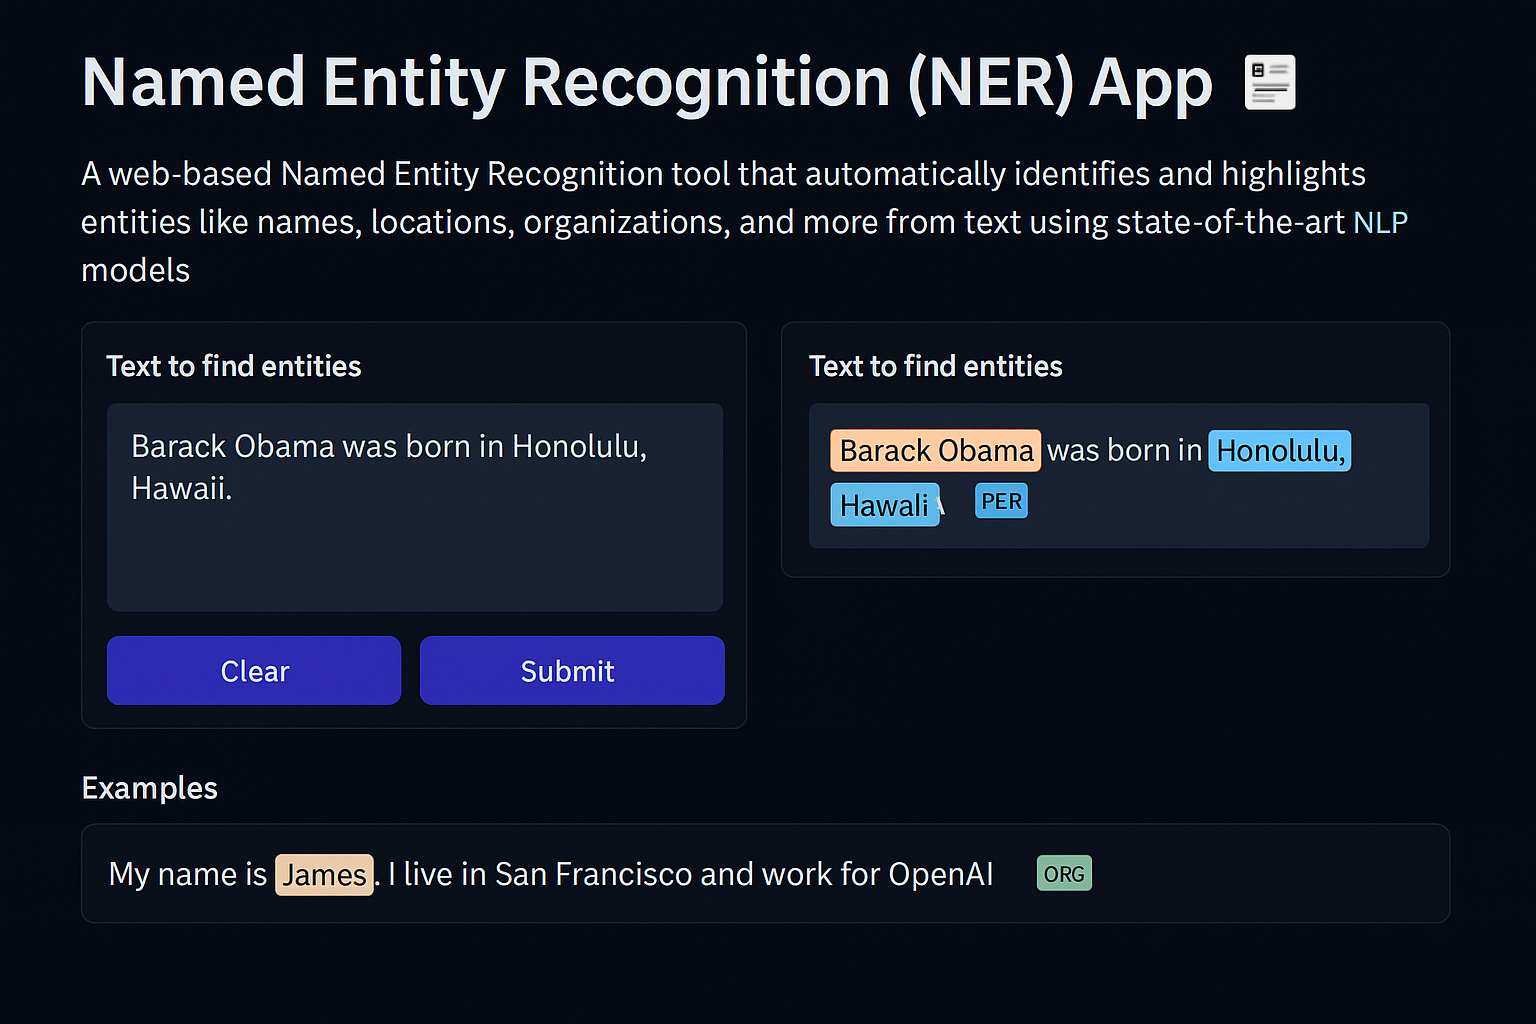 Named Entity Recognition (NER) App
A web-based Named Entity Recognition tool that automatically identifies and highlights
entities like names, locations, organizations, and more from text using state-of-the-art NLP
models
Text to find entities
Barack Obama was born in Honolulu,
Hawaii.
Clear
Submit
Text to find entities
Barack Obama was born in Honolulu,
Hawali PER
Examples
My name is James. I live in San Francisco and work for OpenAI ORG